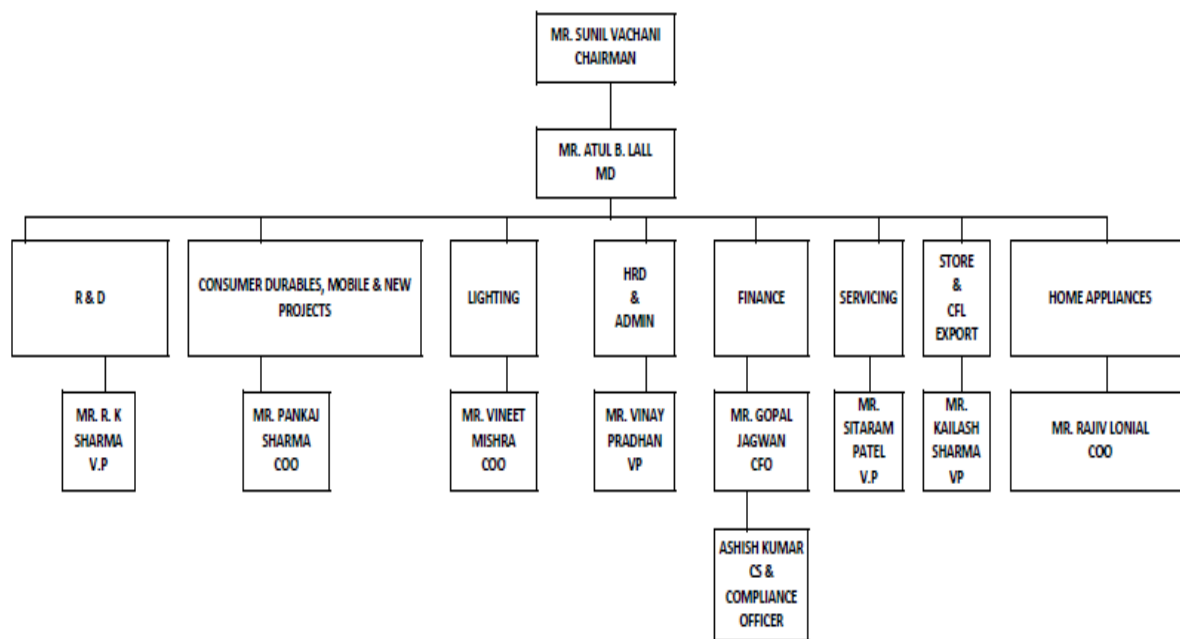 MR. SUNIL VACHANI
CHAIRMAN
MR. ATUL B. LALL
MD
R & D
CONSUMER DURABLES, MOBILE & NEW
PROJECTS
LIGHTING
HRD
&
ADMIN
FINANCE
SERVICING
STORE
&
CFL
EXPORT
HOME APPLIANCES
MR. R. K
SHARMA
V.P
MR. PANKAJ
SHARMA
COO
MR. VINEET
MISHRA
COO
MR. VINAY
PRADHAN
VP
MR. GOPAL
JAGWAN
CFO
MR.
SITARAM
PATEL
V.P
MR.
KAILASH
SHARMA
VP
MR. RAJIV LONIAL
COO
ASHISH KUMAR
CS &
COMPLIANCE
OFFICER